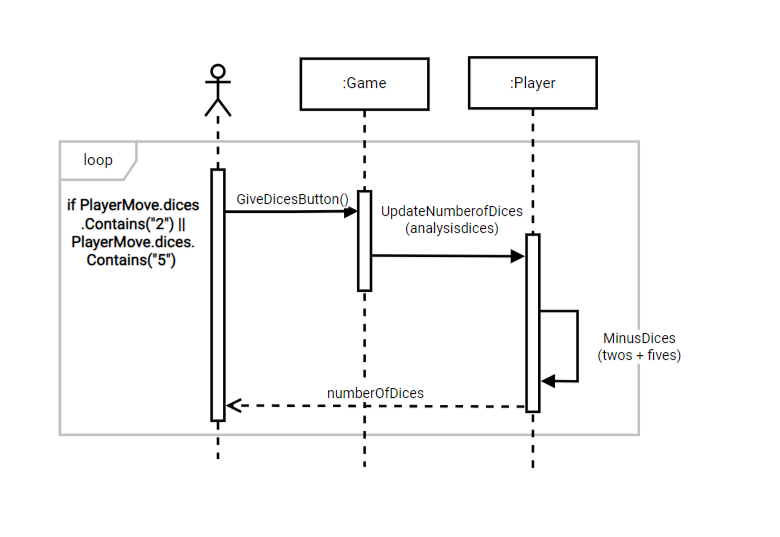 :Game
:Player
loop
if PlayerMove.dices
.Contains("2") ||
PlayerMove.dices.
Contains("5")
GiveDicesButton()
UpdateNumberofDices
(analysisdices)
MinusDices
(twos + fives)
numberOfDices